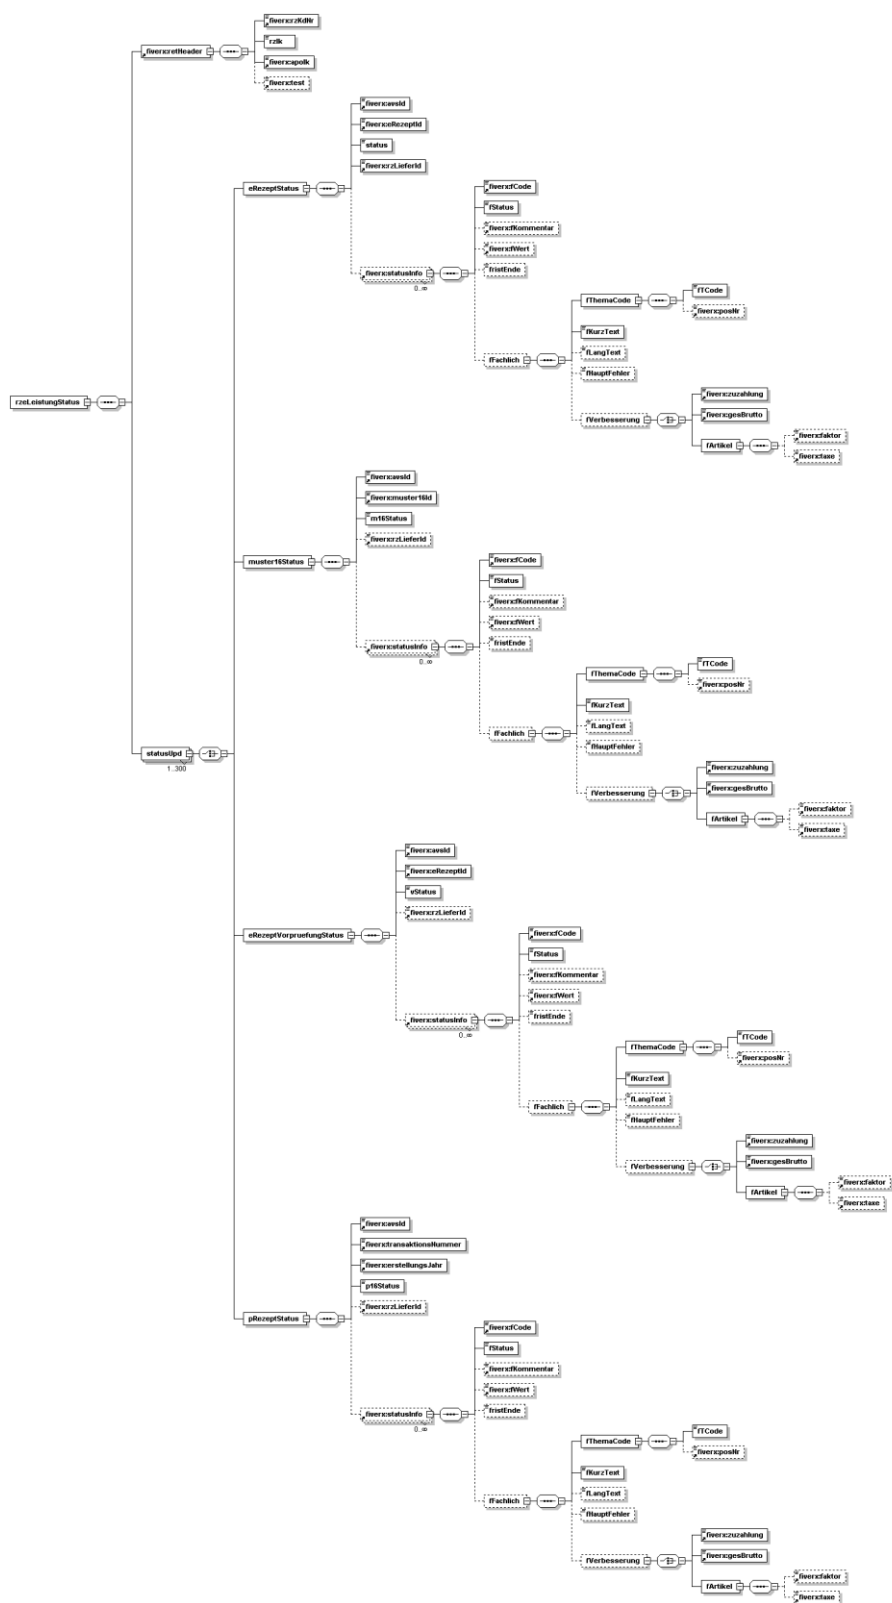 fiverx:rzKdNr
rzIk
fiverx:retHeader
fiverx:apoIk
fiverx:test
fiverx:avsId
fiverx:eRezeptId
status
fiverx:rzLieferId
eRezeptStatus
fiverx:fCode
fStatus
fiverx:fKommentar
fiverx:fWert
fristEnde
fiverx:statusInfo
0..∞
fTCode
fThemaCode
fiverx:posNr
fKurzText
fLangText
fFachlich
fHauptFehler
fiverx:zuzahlung
rzeLeistungStatus
fiverx:gesBrutto
fVerbesserung
fiverx:faktor
fArtikel
fiverx:taxe
fiverx:avsId
fiverx:muster16Id
m16Status
fiverx:rzLieferId
muster16Status
fiverx:fCode
fStatus
fiverx:fKommentar
fiverx:fWert
fristEnde
fiverx:statusInfo
0..∞
fTCode
fThemaCode
fiverx:posNr
fKurzText
fLangText
fFachlich
fHauptFehler
statusUpd
1..300
fiverx:zuzahlung
fiverx:gesBrutto
fVerbesserung
fiverx:faktor
fArtikel
fiverx:taxe
fiverx:avsId
fiverx:eRezeptId
vStatus
fiverx:rzLieferId
eRezeptVorpruefungStatus
fiverx:fCode
fStatus
fiverx:fKommentar
fiverx:fWert
fristEnde
fiverx:statusInfo
0..∞
fTCode
fThemaCode
fiverx:posNr
fKurzText
fLangText
fFachlich
fHauptFehler
fiverx:zuzahlung
fiverx:gesBrutto
fVerbesserung
fiverx:faktor
fArtikel
fiverx:taxe
fiverx:avsId
fiverx:transaktionsNummer
fiverx:erstellungsJahr
p16Status
fiverx:rzLieferId
pRezeptStatus
fiverx:fCode
fStatus
fiverx:fKommentar
fiverx:fWert
fristEnde
fiverx:statusInfo
0..∞
fTCode
fThemaCode
fiverx:posNr
fKurzText
fLangText
fFachlich
fHauptFehler
fiverx:zuzahlung
fiverx:gesBrutto
fVerbesserung
fiverx:faktor
fArtikel
fiverx:taxe